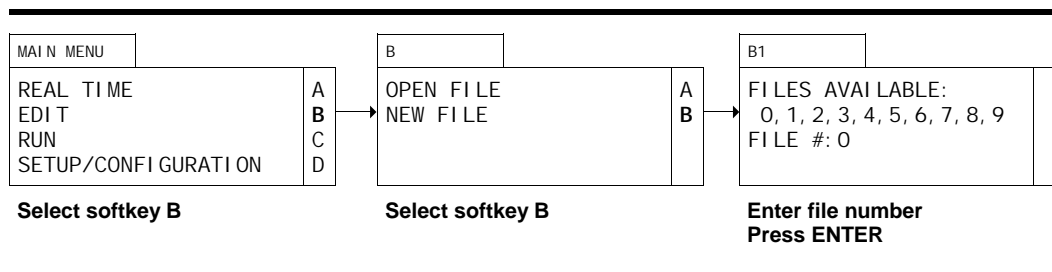 MAIN MENU
REAL TIME A
EDIT B
RUN C
SETUP/CONFIGURATION D
Select softkey B
B
OPEN FILE A
NEW FILE B
Select softkey B
B1
FILES AVAILABLE:
0,1,2,3,4,5,6,7,8,9
FILE #:0
Enter file number
Press ENTER